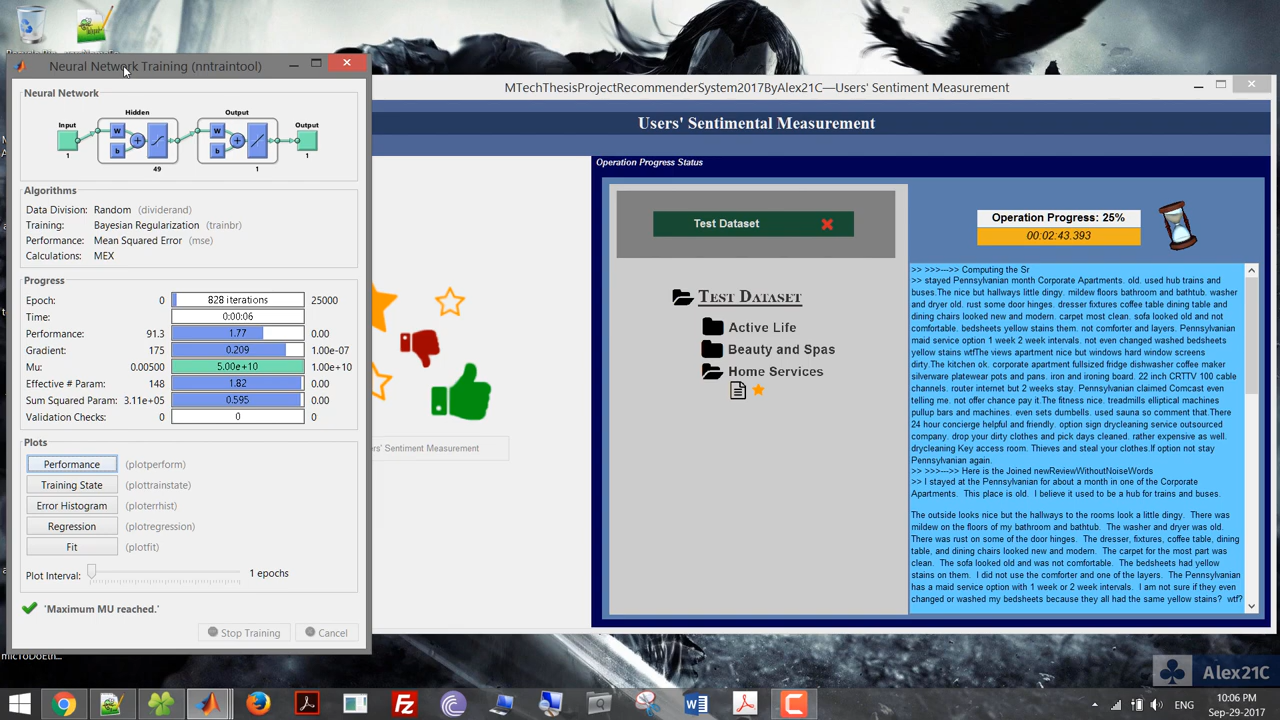 Neural Network Training (nntraintool)
Neural Network
Hidden
Output
Input
Output
W
b
+
W
b
+
1
49
1
1
Algorithms
Data Division: Random (dividerand)
Training: Bayesian Regularization (trainbr)
Performance: Mean Squared Error (mse)
Calculations: MEX
Progress
Epoch: 0 828 iterations 25000
Time: 0:00:06
Performance: 91.3 1.77 0.00
Gradient: 175 0.209 1.00e-07
Mu: 0.00500 5.00e+10 1.00e+10
Effective # Param: 148 1.82 0.00
Sum Squared Param: 3.11e+05 0.595 0.00
Validation Checks: 0 0 0
Plots
Performance (plotperform)
Training State (plottrainstate)
Error Histogram (ploterrhist)
Regression (plotregression)
Fit (plotfit)
Plot Interval: 1 epochs
'Maximum MU reached.'
Stop Training Cancel
MTechThesisProjectRecommenderSystem2017ByAlex21C—Users' Sentiment Measurement
Users' Sentimental Measurement
ers' Sentiment Measurement
Operation Progress Status
Test Dataset
TEST DATASET
Active Life
Beauty and Spas
Home Services
Operation Progress: 25%
00:02:43.393
>> >>>--->> Computing the Sr
>> stayed Pennsylvanian month Corporate Apartments. old. used hub trains and
buses.The nice but hallways little dingy. mildew floors bathroom and bathtub. washer
and dryer old. rust some door hinges. dresser fixtures coffee table dining table and
dining chairs looked new and modern. carpet most clean. sofa looked old and not
comfortable. bedsheets yellow stains them. not comforter and layers. Pennsylvanian
maid service option 1 week 2 week intervals. not even changed washed bedsheets
yellow stains wtfThe views apartment nice but windows hard window screens
dirty.The kitchen ok. corporate apartment fullsized fridge dishwasher coffee maker
silverware platewear pots and pans. iron and ironing board. 22 inch CRTTV 100 cable
channels. router internet but 2 weeks stay. Pennsylvanian claimed Comcast even
telling me. not offer chance pay it.The fitness nice. treadmills elliptical machines
pullup bars and machines. even sets dumbells. used sauna so comment that.There
24 hour concierge helpful and friendly. option sign drycleaning service outsourced
company. drop your dirty clothes and pick days cleaned. rather expensive as well.
drycleaning Key access room. Thieves and steal your clothes.If option not stay
Pennsylvanian again.
>> >>>--->> Here is the Joined newReviewWithoutNoiseWords
>> I stayed at the Pennsylvanian for about a month in one of the Corporate
Apartments. This place is old. I believe it used to be a hub for trains and buses.
The outside looks nice but the hallways to the rooms look a little dingy. There was
mildew on the floors of my bathroom and bathtub. The washer and dryer was old.
There was rust on some of the door hinges. The dresser, fixtures, coffee table, dining
table, and dining chairs looked new and modern. The carpet for the most part was
clean. The sofa looked old and was not comfortable. The bedsheets had yellow
stains on them. I did not use the comforter and one of the layers. The Pennsylvanian
has a maid service option with 1 week or 2 week intervals. I am not sure if they even
changed or washed my bedsheets because they all had the same yellow stains? wtf?
Alex21C
ENG
10:06 PM
Sep-29-2017